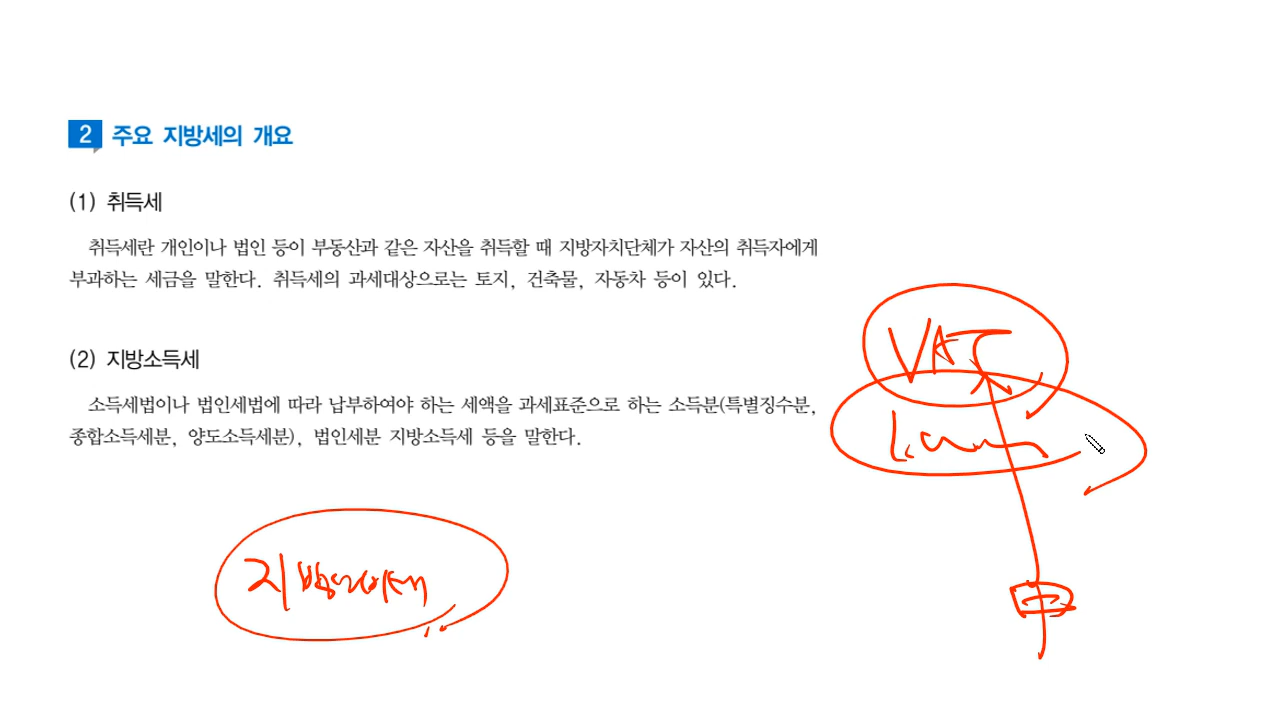 2 주요 지방세의 개요
(1) 취득세
취득세란 개인이나 법인 등이 부동산과 같은 자산을 취득할 때 지방자치단체가 자산의 취득자에게
부과하는 세금을 말한다. 취득세의 과세대상으로는 토지, 건축물, 자동차 등이 있다.
(2) 지방소득세
소득세법이나 법인세법에 따라 납부하여야 하는 세액을 과세표준으로 하는 소득분(특별징수분,
종합소득세분, 양도소득세분), 법인세분 지방소득세 등을 말한다.
VAT